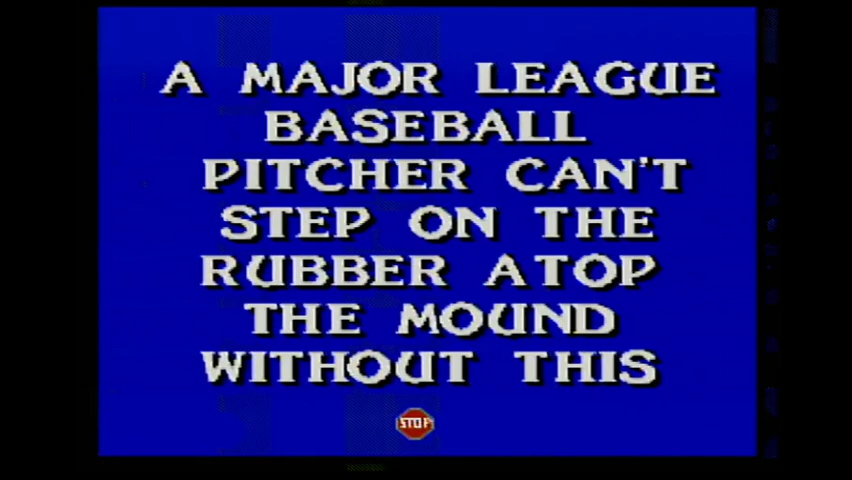 A MAJOR LEAGUE
BASEBALL
PITCHER CAN'T
STEP ON THE
RUBBER ATOP
THE MOUND
WITHOUT THIS
STOP